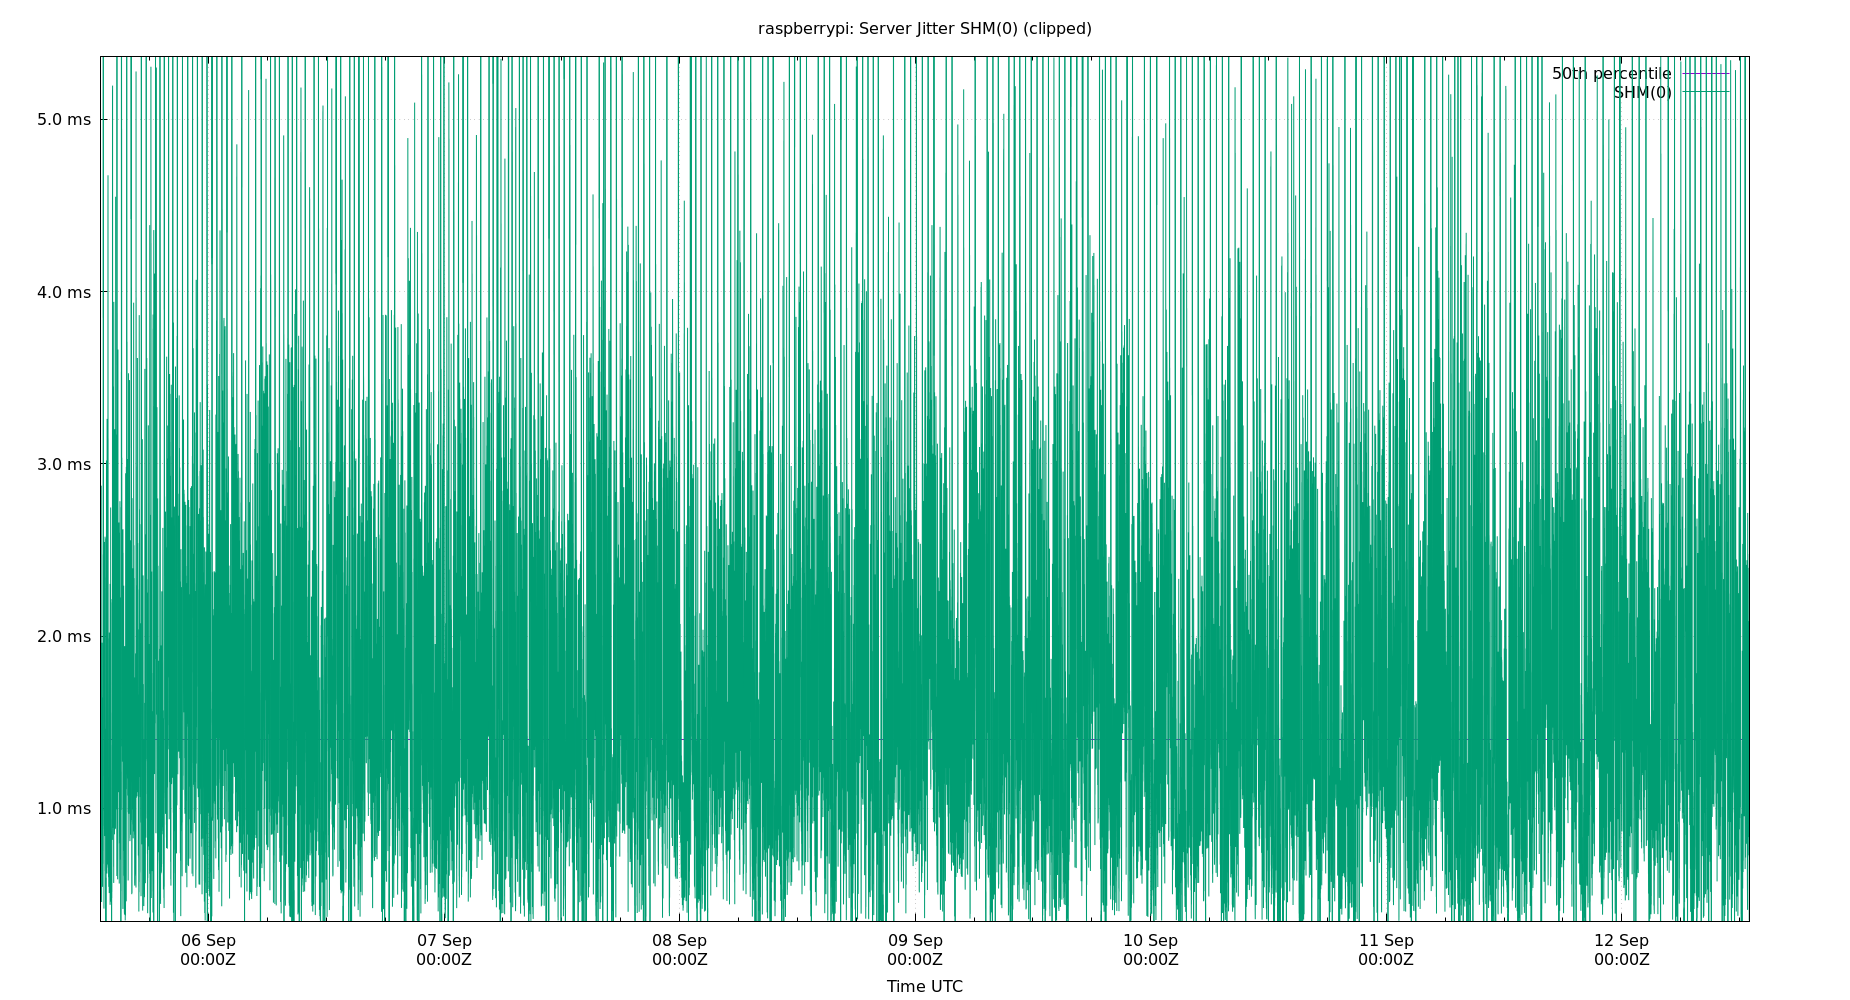 raspberrypi: Server Jitter SHM(0) (clipped)
50th percentile
SHM(0)
5.0 ms
4.0 ms
3.0 ms
2.0 ms
1.0 ms
06 Sep 07 Sep 08 Sep 09 Sep 10 Sep 11 Sep 12 Sep
00:00Z 00:00Z 00:00Z 00:00Z 00:00Z 00:00Z 00:00Z
Time UTC